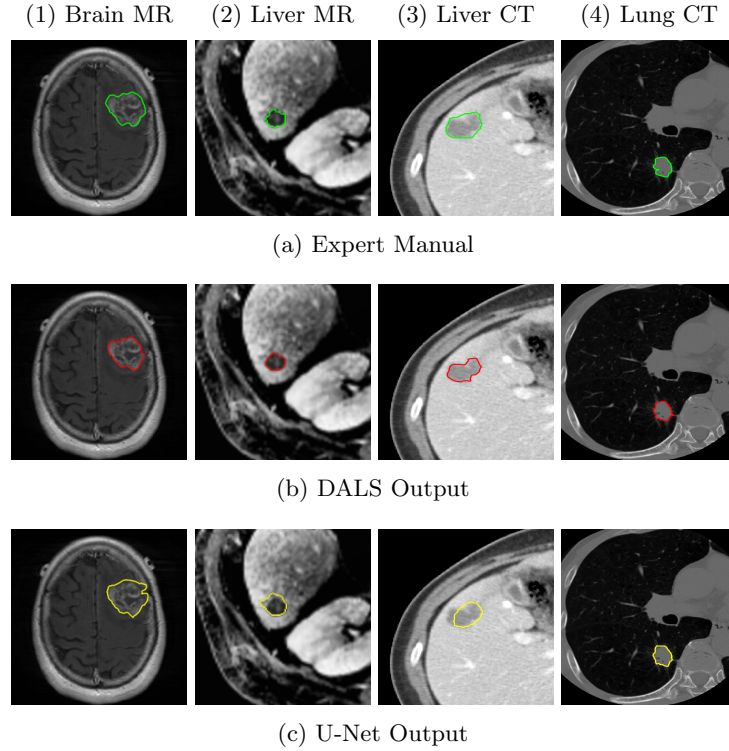 (1) Brain MR (2) Liver MR (3) Liver CT (4) Lung CT
(a) Expert Manual
(b) DALS Output
(c) U-Net Output